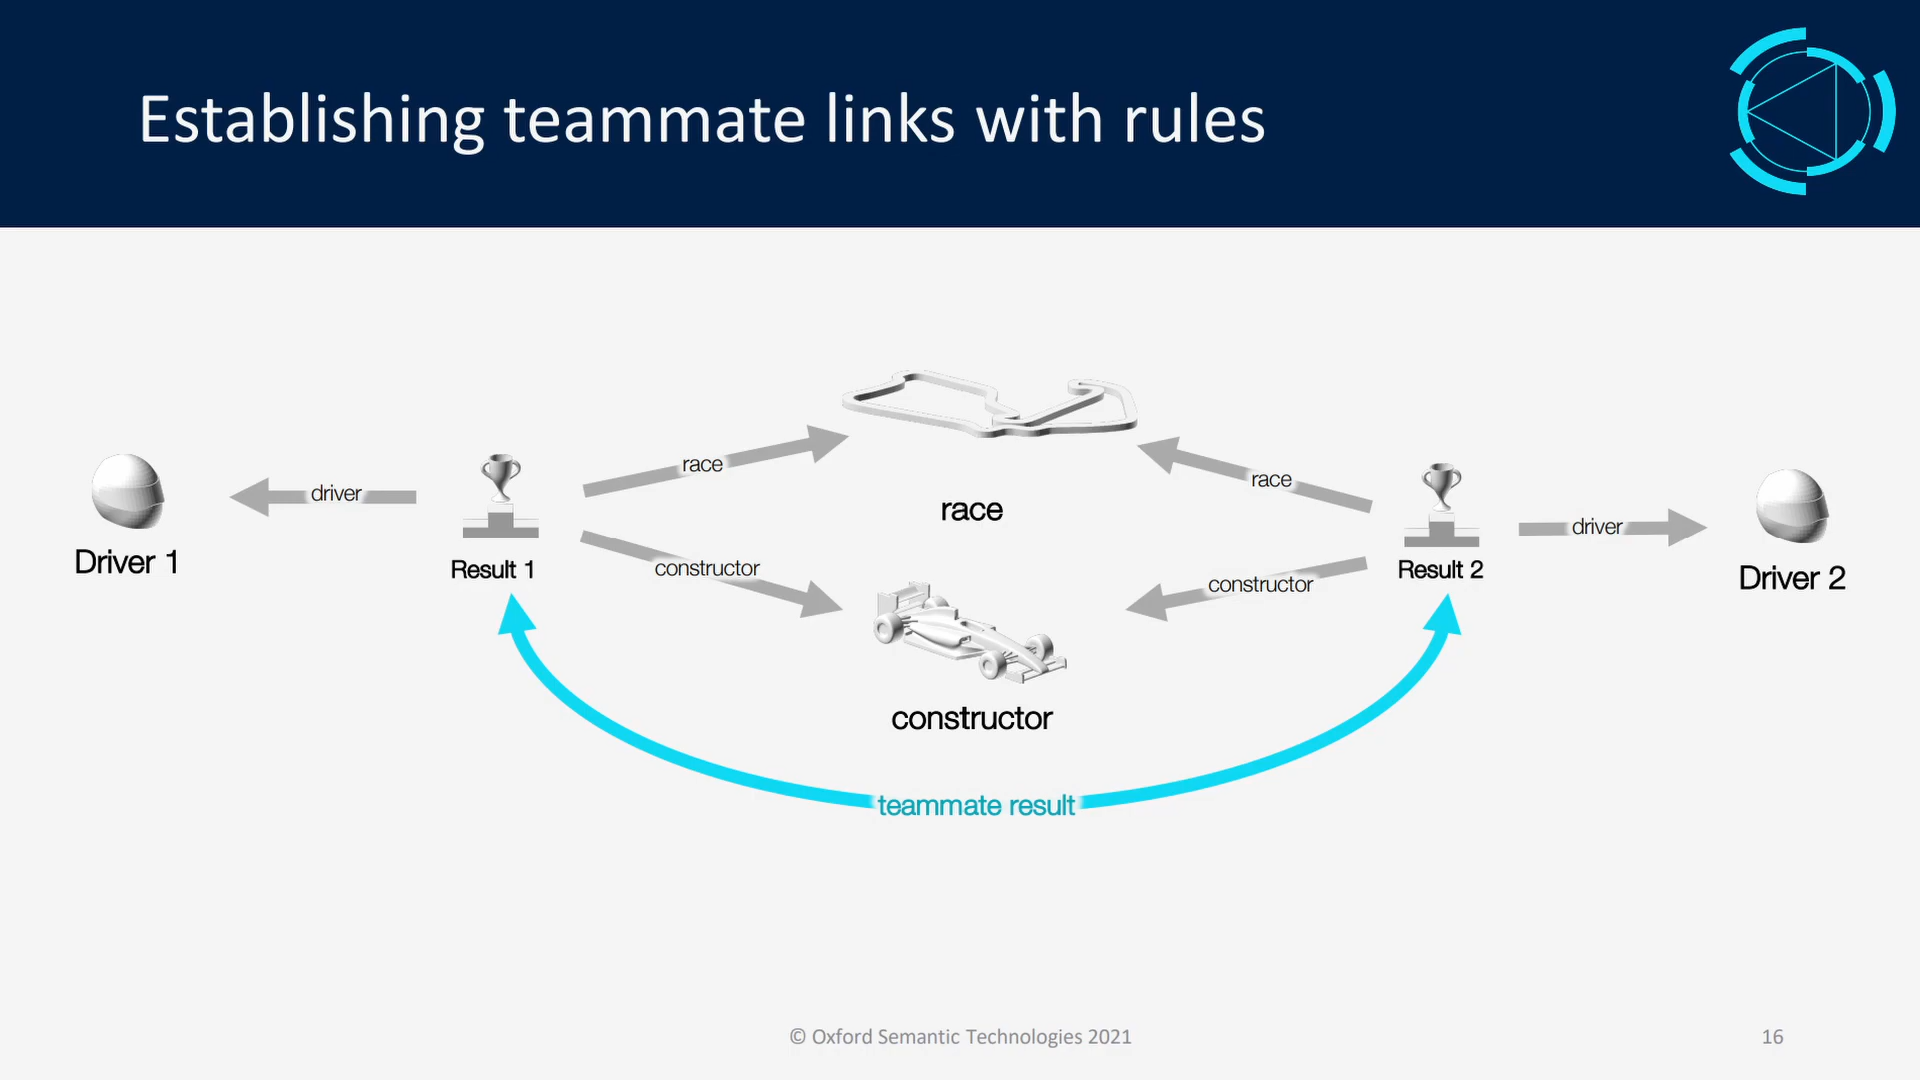 Establishing teammate links with rules
race
race
driver
race
driver
Driver 1
Result 1
constructor
constructor
Result 2
Driver 2
constructor
teammate result
© Oxford Semantic Technologies 2021
16